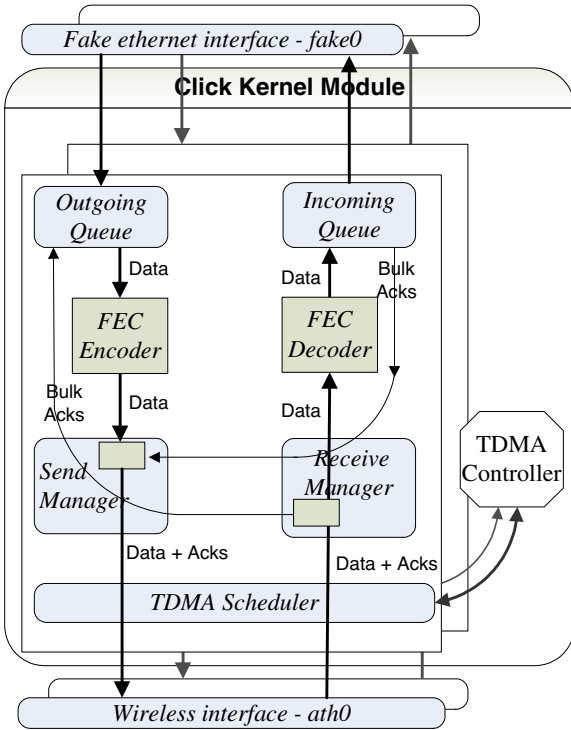 Fake ethernet interface - fake0
Click Kernel Module
Outgoing
Queue
Incoming
Queue
Data
Data
Bulk
Acks
FEC
Encoder
FEC
Decoder
Bulk
Acks
Data
Data
Send
Manager
Receive
Manager
TDMA
Controller
Data + Acks
Data + Acks
TDMA Scheduler
Wireless interface - ath0